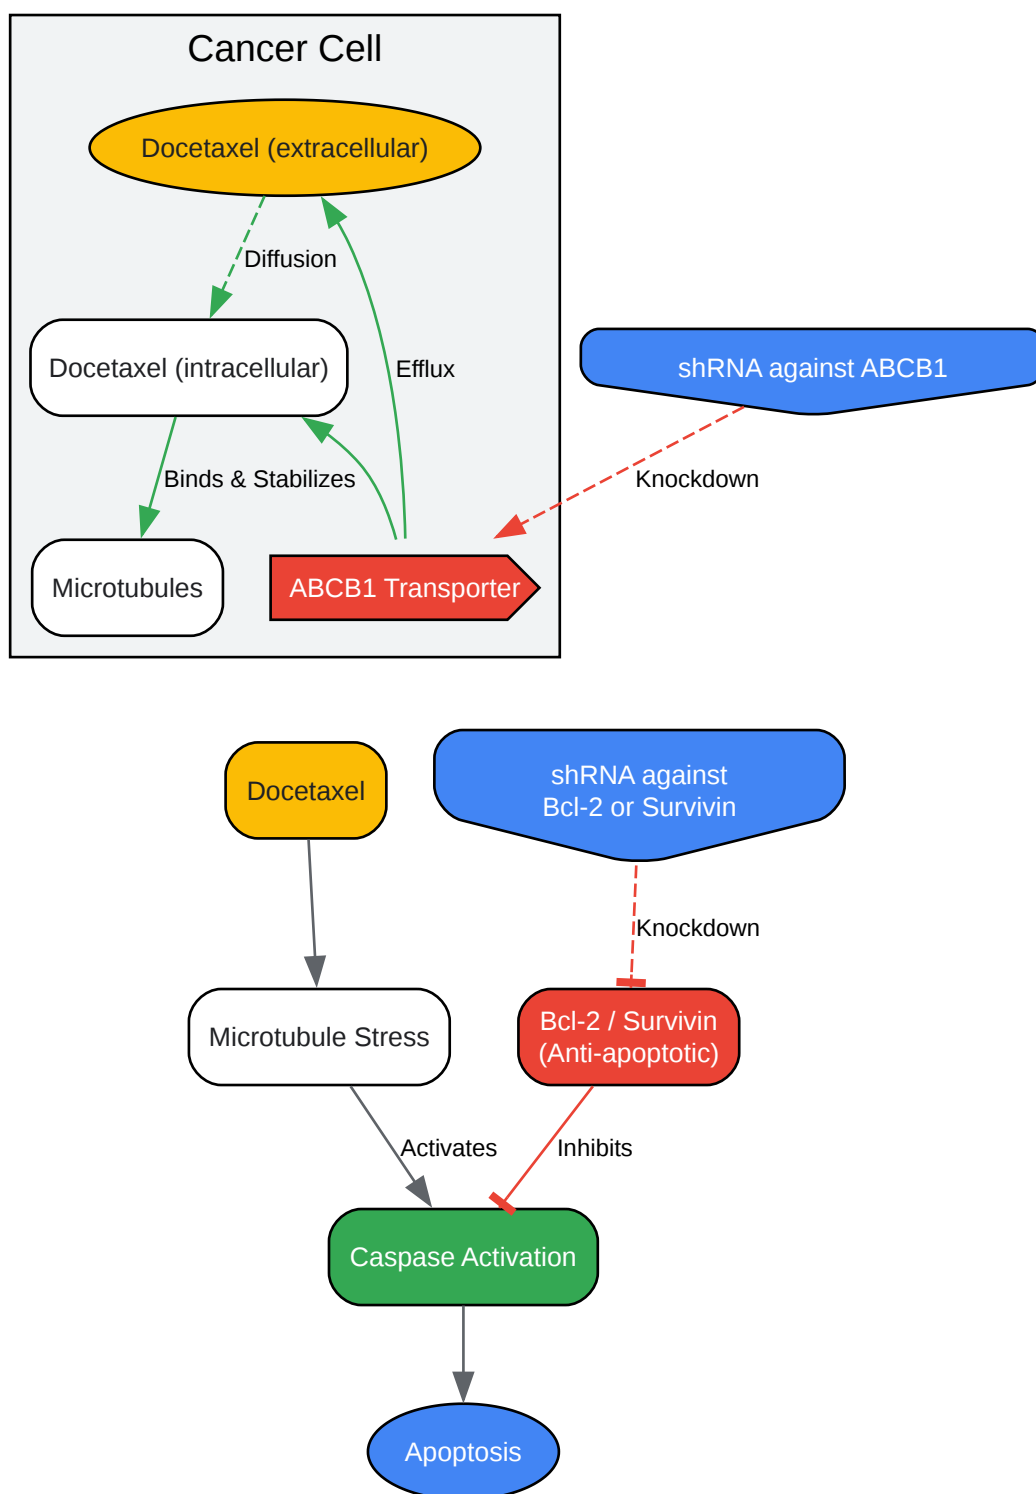 Cancer Cell
Docetaxel (extracellular)
Diffusion
Docetaxel (intracellular)
Efflux
shRNA against ABCB1
Binds & Stabilizes
Knockdown
Microtubules
ABCB1 Transporter
Docetaxel
shRNA against
Bcl-2 or Survivin
Knockdown
Microtubule Stress
Bcl-2 / Survivin
(Anti-apoptotic)
Activates
Inhibits
Caspase Activation
Apoptosis